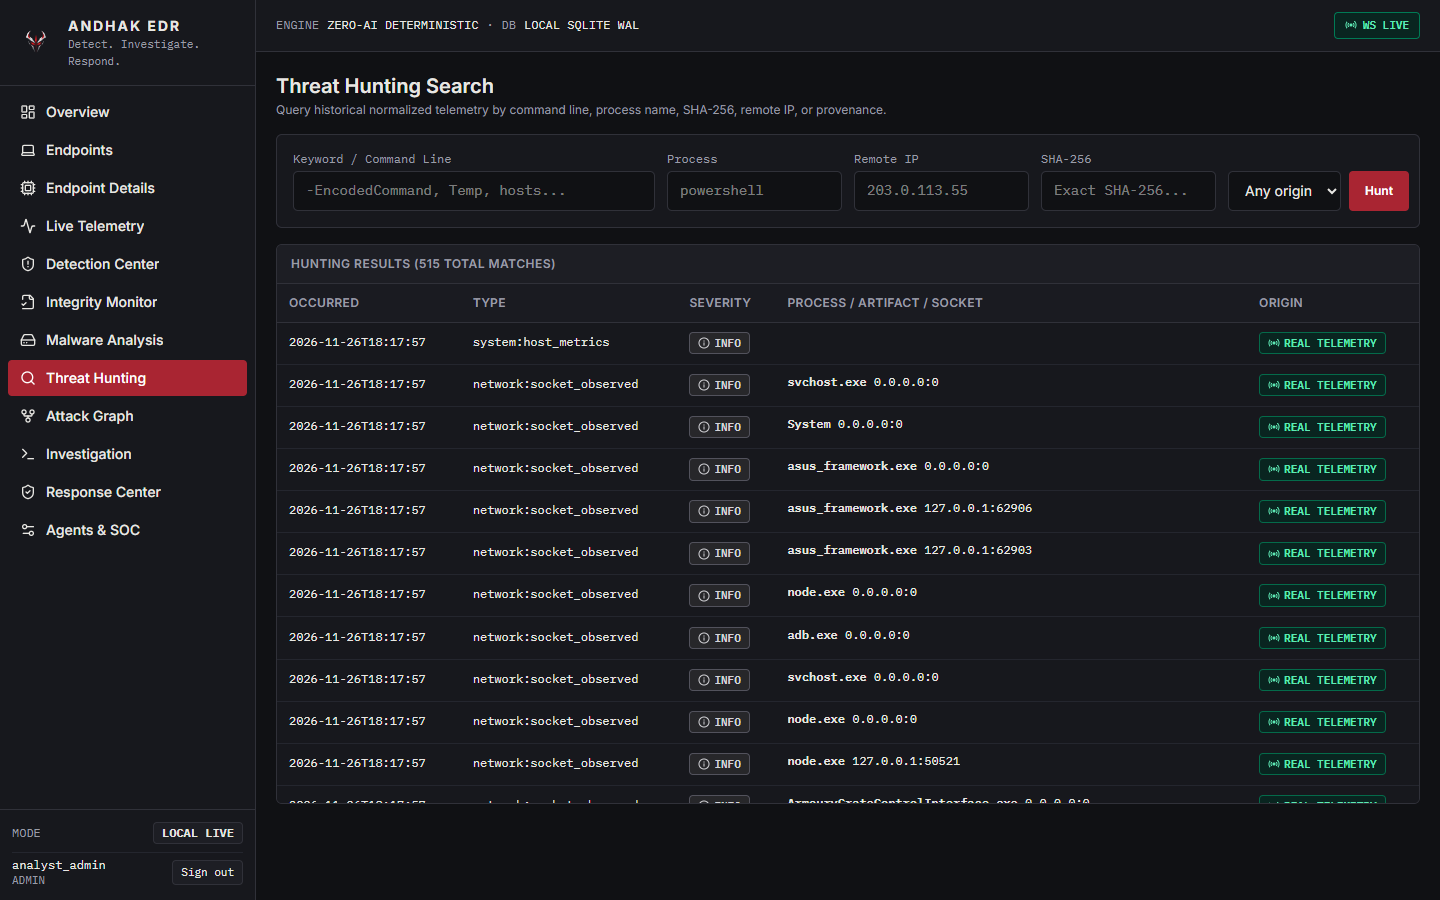 ANDHAK EDR
Detect. Investigate.
Respond.
Overview
Endpoints
Endpoint Details
Live Telemetry
Detection Center
Integrity Monitor
Malware Analysis
Threat Hunting
Attack Graph
Investigation
Response Center
Agents & SOC
MODE LOCAL LIVE
analyst_admin
ADMIN
Sign out
ENGINE ZERO-AI DETERMINISTIC · DB LOCAL SQLITE WAL
WS LIVE
Threat Hunting Search
Query historical normalized telemetry by command line, process name, SHA-256, remote IP, or provenance.
Keyword / Command Line Process Remote IP SHA-256
-EncodedCommand, Temp, hosts... powershell 203.0.113.55 Exact SHA-256... Any origin Hunt
HUNTING RESULTS (515 TOTAL MATCHES)
OCCURRED TYPE SEVERITY PROCESS / ARTIFACT / SOCKET ORIGIN
2026-11-26T18:17:57 system:host_metrics INFO REAL TELEMETRY
2026-11-26T18:17:57 network:socket_observed INFO svchost.exe 0.0.0.0:0 REAL TELEMETRY
2026-11-26T18:17:57 network:socket_observed INFO System 0.0.0.0:0 REAL TELEMETRY
2026-11-26T18:17:57 network:socket_observed INFO asus_framework.exe 0.0.0.0:0 REAL TELEMETRY
2026-11-26T18:17:57 network:socket_observed INFO asus_framework.exe 127.0.0.1:62906 REAL TELEMETRY
2026-11-26T18:17:57 network:socket_observed INFO asus_framework.exe 127.0.0.1:62903 REAL TELEMETRY
2026-11-26T18:17:57 network:socket_observed INFO node.exe 0.0.0.0:0 REAL TELEMETRY
2026-11-26T18:17:57 network:socket_observed INFO adb.exe 0.0.0.0:0 REAL TELEMETRY
2026-11-26T18:17:57 network:socket_observed INFO svchost.exe 0.0.0.0:0 REAL TELEMETRY
2026-11-26T18:17:57 network:socket_observed INFO node.exe 0.0.0.0:0 REAL TELEMETRY
2026-11-26T18:17:57 network:socket_observed INFO node.exe 127.0.0.1:50521 REAL TELEMETRY